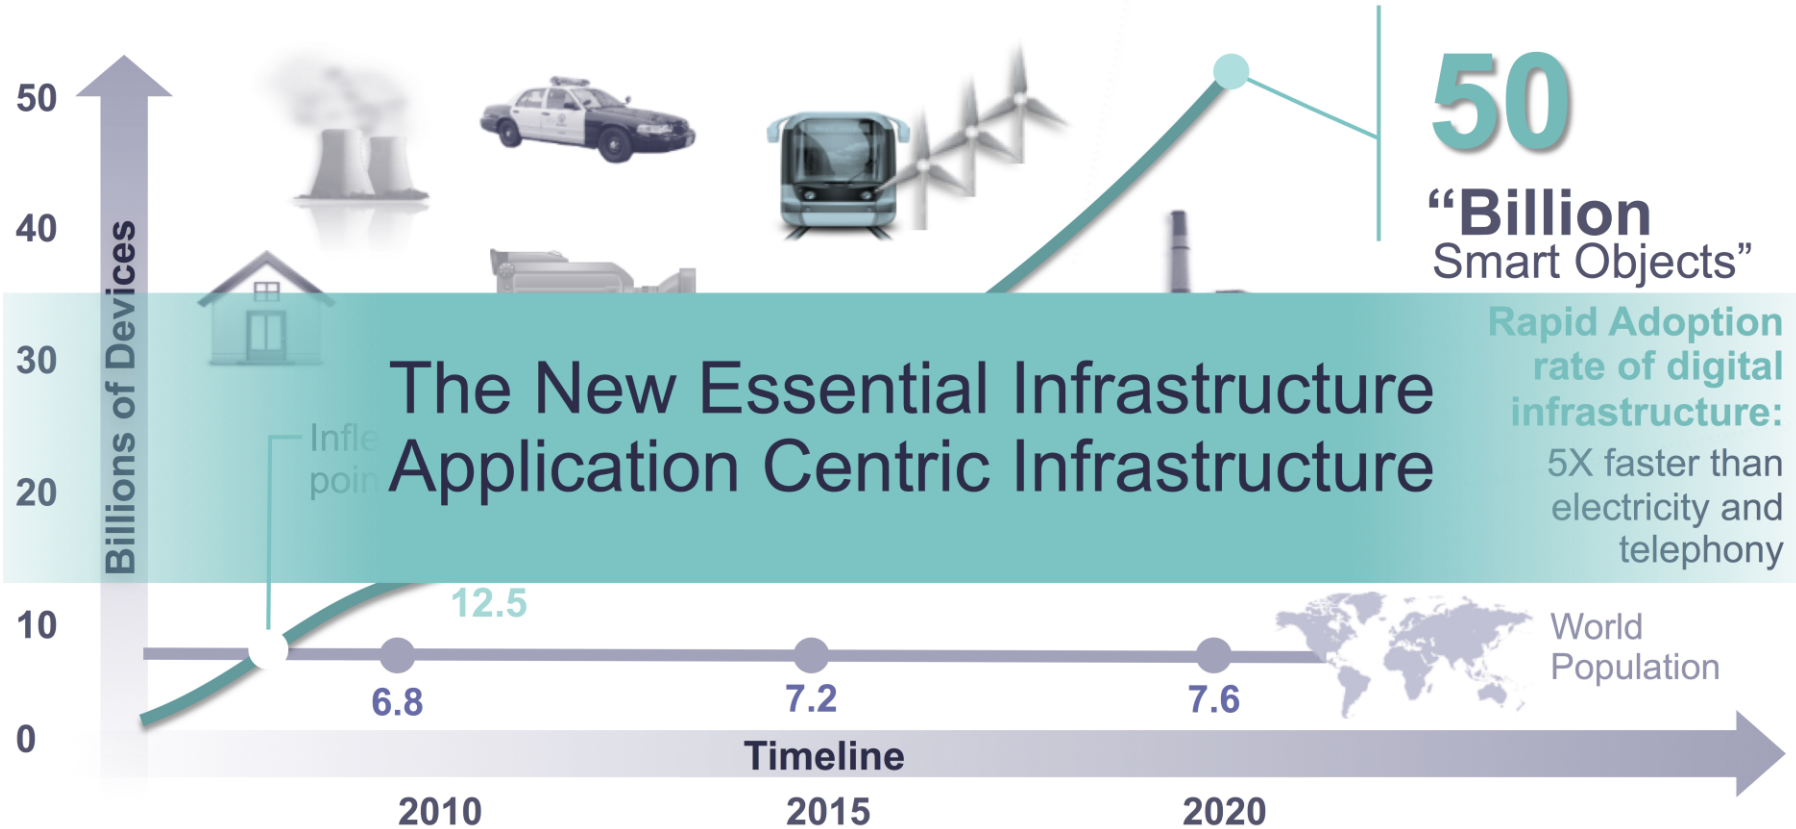 50
40
30
20
10
0
Billions of Devices
50
“Billion
Smart Objects”
Rapid Adoption
rate of digital
infrastructure:
5X faster than
electricity and
telephony
The New Essential Infrastructure
Application Centric Infrastructure
12.5
6.8
7.2
7.6
World
Population
Timeline
2010
2015
2020